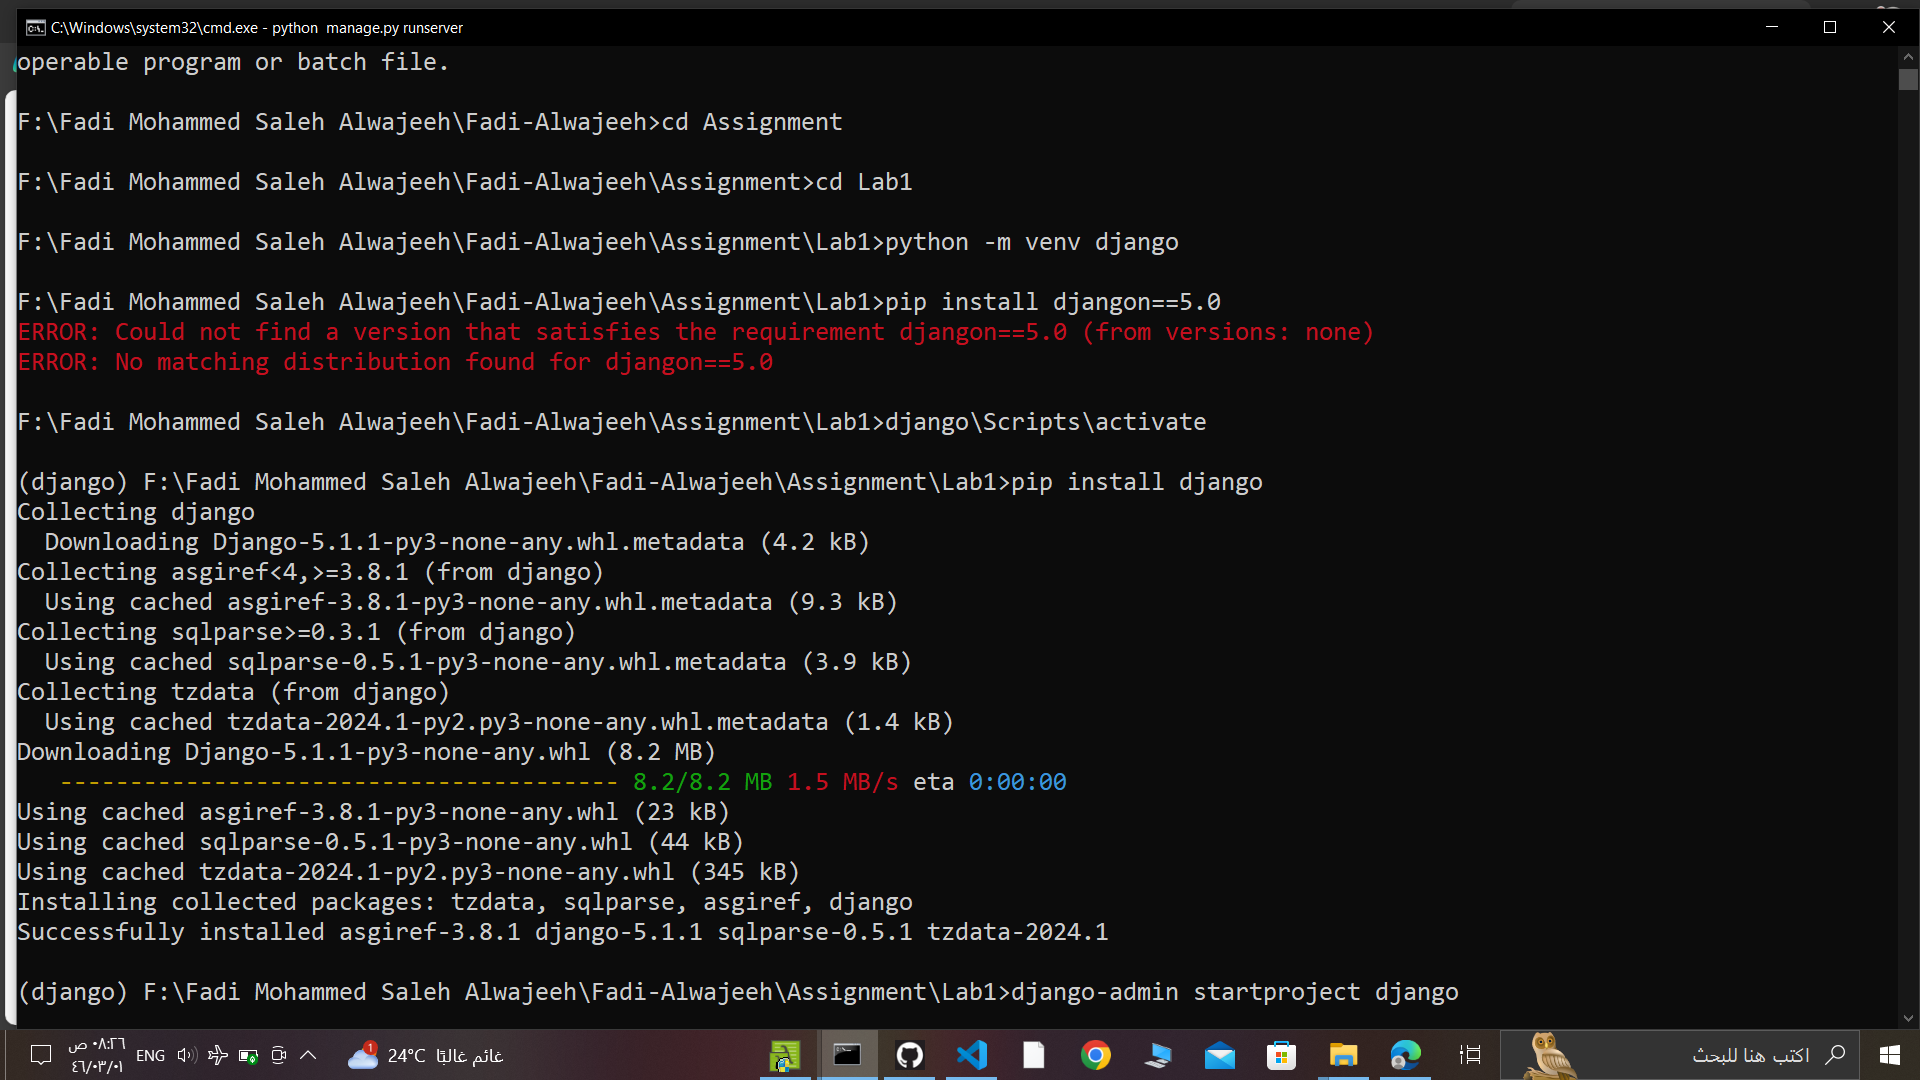 C:\Windows\system32\cmd.exe - python  manage.py runserver
operable program or batch file.
F:\Fadi Mohammed Saleh Alwajeeh\Fadi-Alwajeeh>cd Assignment
F:\Fadi Mohammed Saleh Alwajeeh\Fadi-Alwajeeh\Assignment>cd Lab1
F:\Fadi Mohammed Saleh Alwajeeh\Fadi-Alwajeeh\Assignment\Lab1>python -m venv django
F:\Fadi Mohammed Saleh Alwajeeh\Fadi-Alwajeeh\Assignment\Lab1>pip install djangon==5.0
ERROR: Could not find a version that satisfies the requirement djangon==5.0 (from versions: none)
ERROR: No matching distribution found for djangon==5.0
F:\Fadi Mohammed Saleh Alwajeeh\Fadi-Alwajeeh\Assignment\Lab1>django\Scripts\activate
(django) F:\Fadi Mohammed Saleh Alwajeeh\Fadi-Alwajeeh\Assignment\Lab1>pip install django
Collecting django
  Downloading Django-5.1.1-py3-none-any.whl.metadata (4.2 kB)
Collecting asgiref<4,>=3.8.1 (from django)
  Using cached asgiref-3.8.1-py3-none-any.whl.metadata (9.3 kB)
Collecting sqlparse>=0.3.1 (from django)
  Using cached sqlparse-0.5.1-py3-none-any.whl.metadata (3.9 kB)
Collecting tzdata (from django)
  Using cached tzdata-2024.1-py2.py3-none-any.whl.metadata (1.4 kB)
Downloading Django-5.1.1-py3-none-any.whl (8.2 MB)
   ---------------------------------------- 8.2/8.2 MB 1.5 MB/s eta 0:00:00
Using cached asgiref-3.8.1-py3-none-any.whl (23 kB)
Using cached sqlparse-0.5.1-py3-none-any.whl (44 kB)
Using cached tzdata-2024.1-py2.py3-none-any.whl (345 kB)
Installing collected packages: tzdata, sqlparse, asgiref, django
Successfully installed asgiref-3.8.1 django-5.1.1 sqlparse-0.5.1 tzdata-2024.1
(django) F:\Fadi Mohammed Saleh Alwajeeh\Fadi-Alwajeeh\Assignment\Lab1>django-admin startproject django
اكتب هنا للبحث
1
24°C غائم غالبًا
ENG
٠٨:٢٦ ص
٤٦/٠٣/٠١